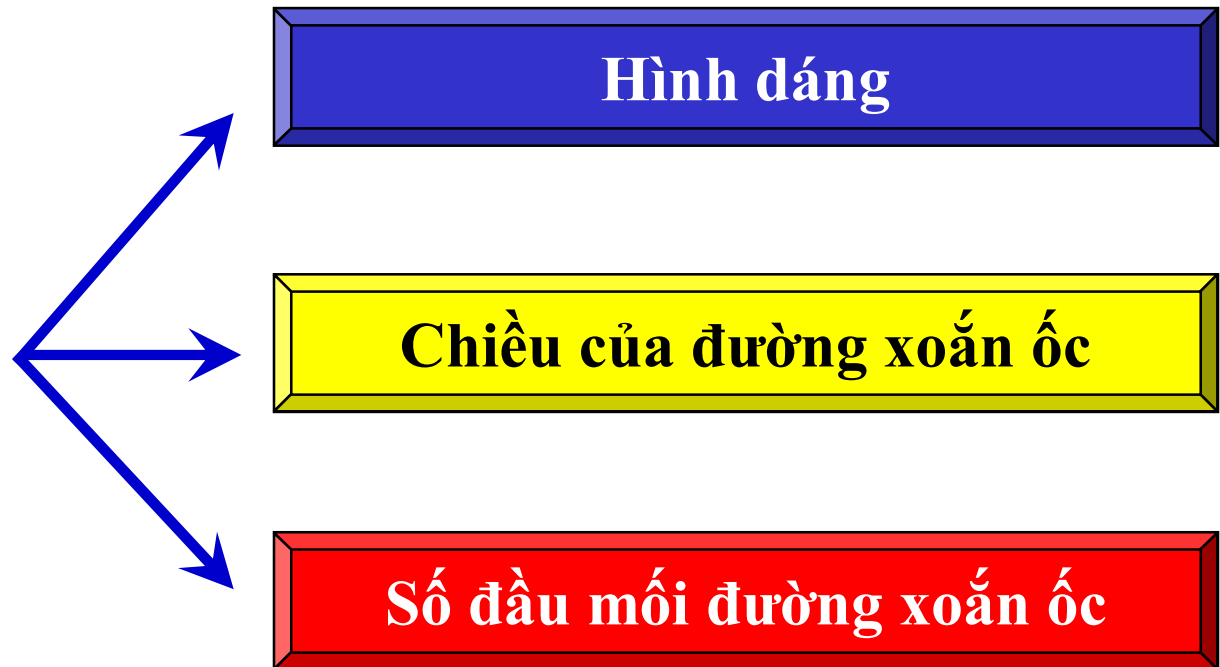 Hình dáng
Chiều của đường xoắn ốc
Số đầu mối đường xoắn ốc